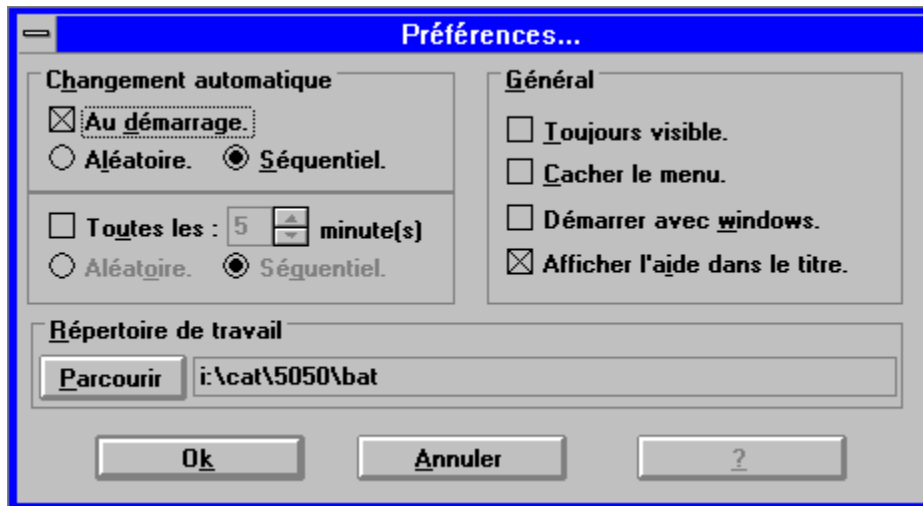 Préférences...
Changement automatique
Au démarrage.
Aléatoire. Séquentiel.
Toutes les : 5 minute(s)
Aléatoire. Séquentiel.
Général
Toujours visible.
Cacher le menu.
Démarrer avec windows.
Afficher l'aide dans le titre.
Répertoire de travail
Parcourir i:\cat\5050\bat
Ok Annuler ?